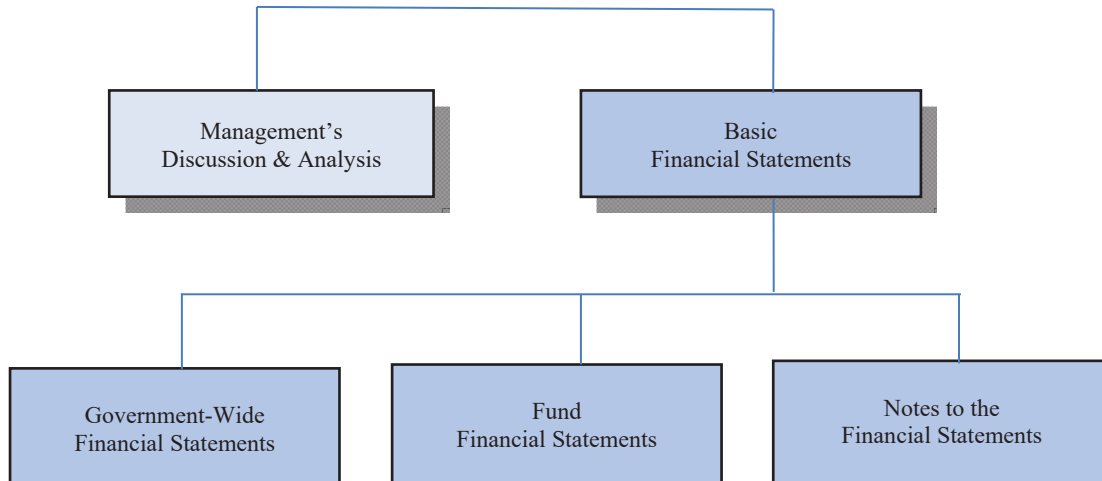 Management’s
Discussion & Analysis
Basic
Financial Statements
Government-Wide
Financial Statements
Fund
Financial Statements
Notes to the
Financial Statements